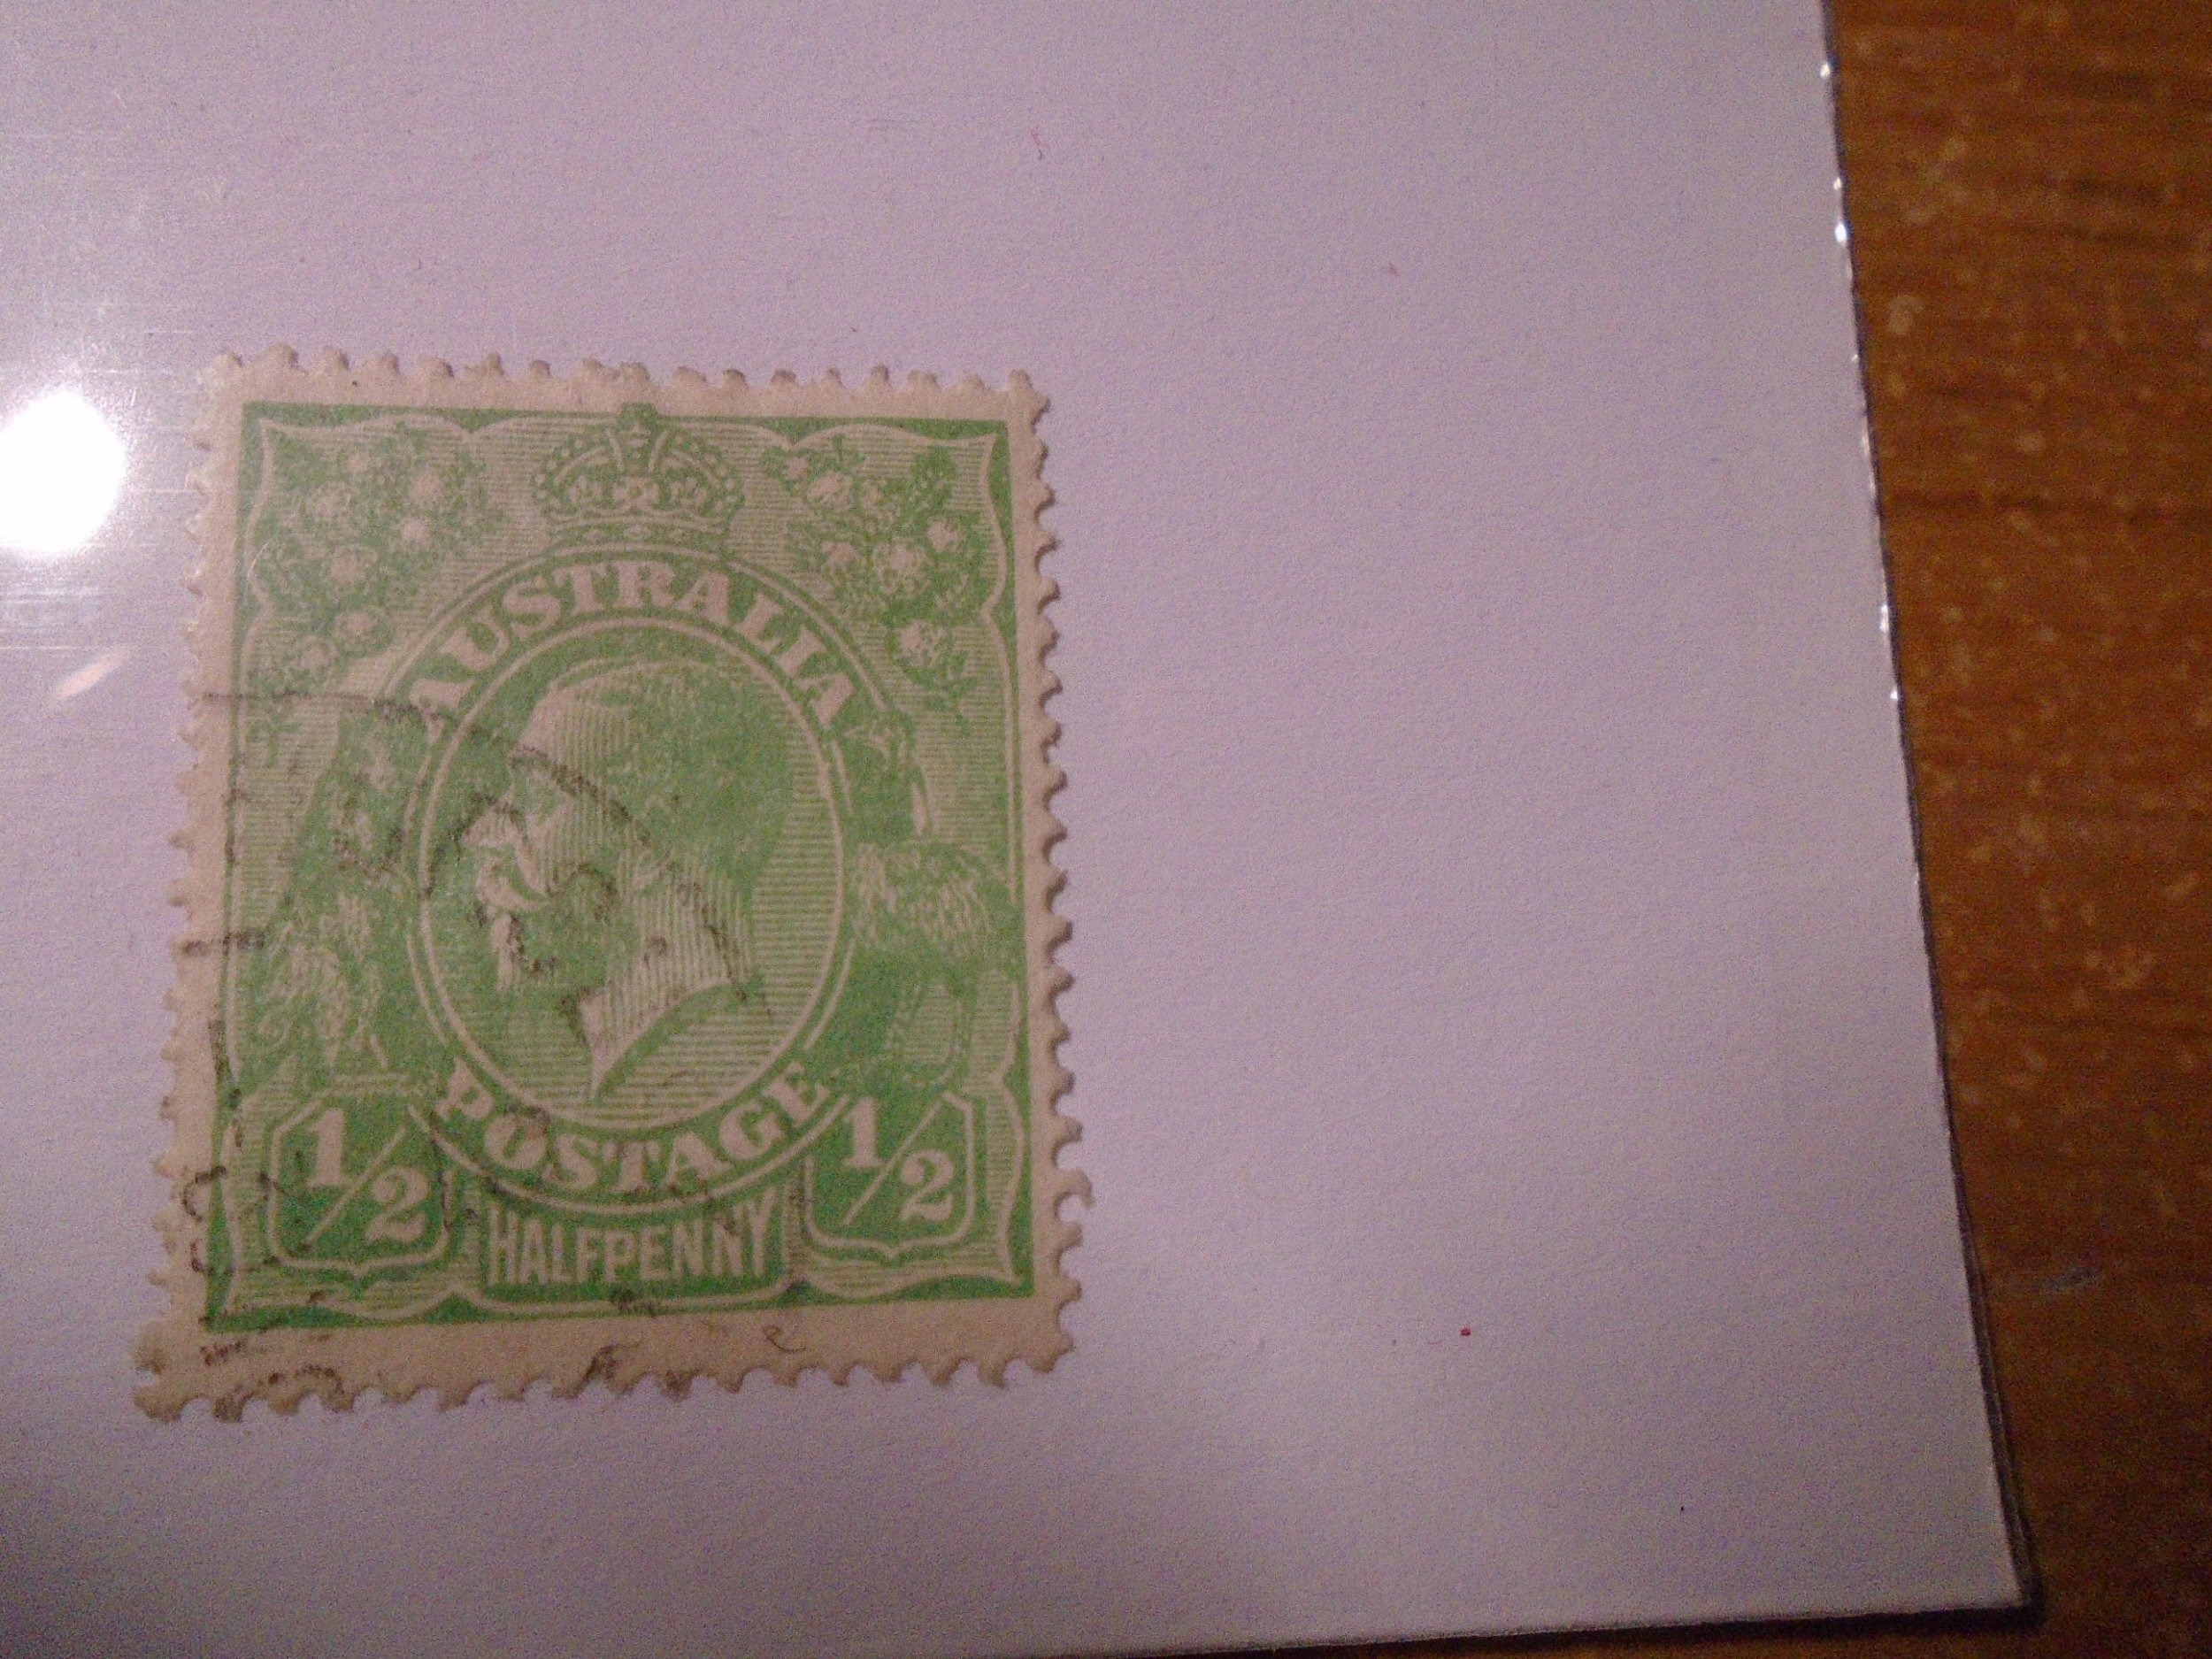 AUSTRALIA
POSTAGE
1/2 1/2
HALFPENNY